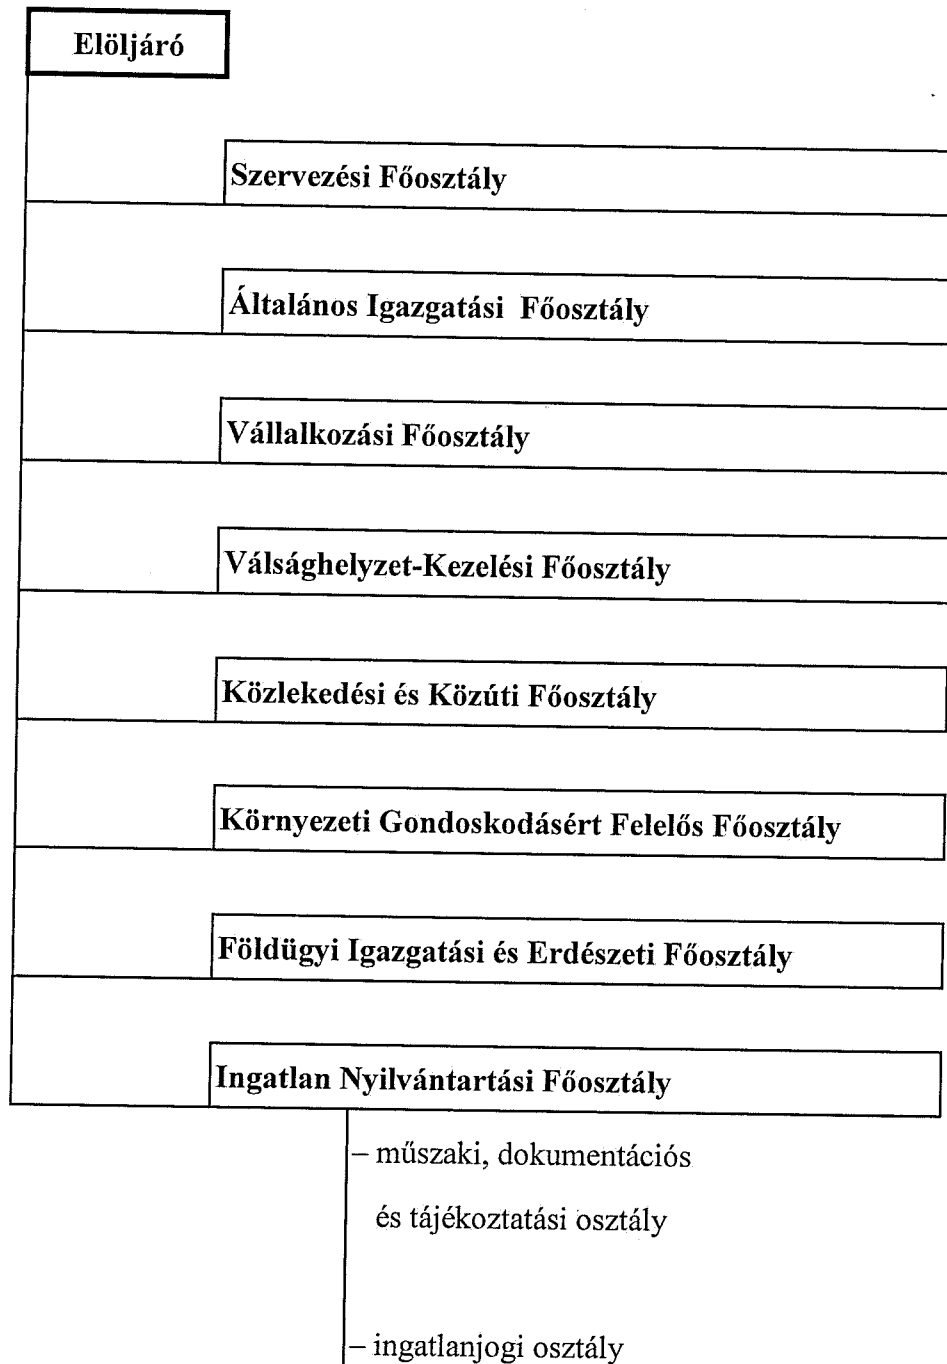 Elöljáró
Szervezési Főosztály
Általános Igazgatási Főosztály
Vállalkozási Főosztály
Válsághelyzet-Kezelési Főosztály
Közlekedési és Közúti Főosztály
Környezeti Gondoskodásért Felelős Főosztály
Földügyi Igazgatási és Erdészeti Főosztály
Ingatlan Nyilvántartási Főosztály
– műszaki, dokumentációs
és tájékoztatási osztály
– ingatlanjogi osztály